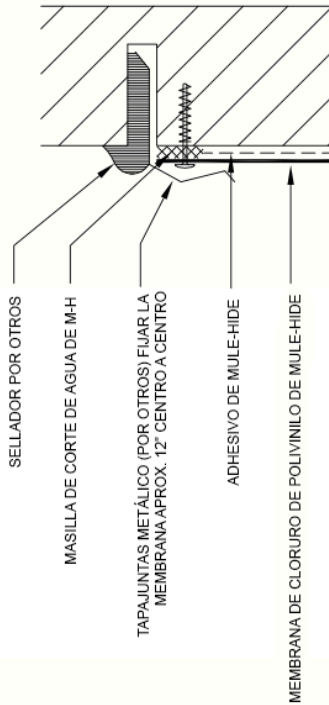 SELLADOR POR OTROS
MASILLA DE CORTE DE AGUA DE M-H
TAPAJUNTAS METÁLICO (POR OTROS) FIJAR LA
MEMBRANA APROX. 12" CENTRO A CENTRO
ADHESIVO DE MULE-HIDE
MEMBRANA DE CLORURO DE POLIVINILO DE MULE-HIDE